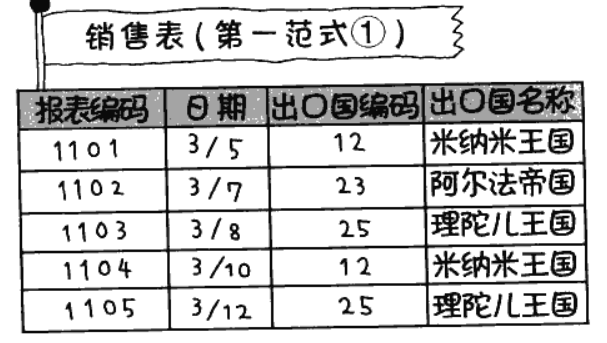 销售表(第一范式①)
报表编码 日期 出口国编码 出口国名称
1101 3/5 12 米纳米王国
1102 3/7 23 阿尔法帝国
1103 3/8 25 理陀儿王国
1104 3/10 12 米纳米王国
1105 3/12 25 理陀儿王国